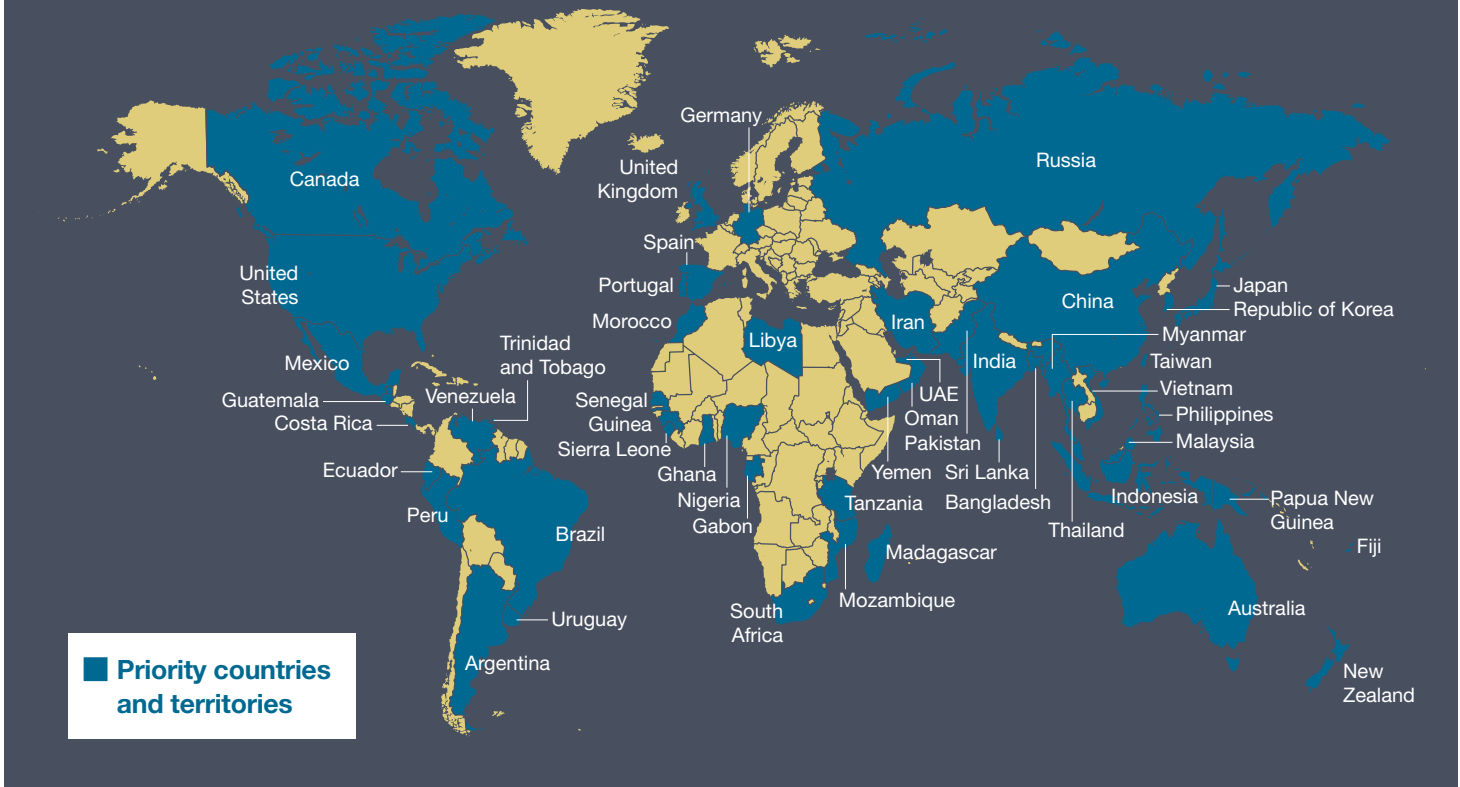 Germany
United
Kingdom
Russia
Canada
Spain
United
States
Portugal
Japan
China
Republic of Korea
Morocco
Iran
Myanmar
Libya
Trinidad
and Tobago
Mexico
India
Taiwan
Vietnam
Guatemala
Venezuela
Senegal
UAE
Philippines
Costa Rica
Guinea
Oman
Malaysia
Sierra Leone
Pakistan
Ecuador
Ghana
Yemen
Sri Lanka
Nigeria
Tanzania
Bangladesh
Indonesia
Papua New
Guinea
Peru
Gabon
Brazil
Thailand
Fiji
Madagascar
Mozambique
South
Africa
Australia
Uruguay
Argentina
New
Zealand
Priority countries
and territories